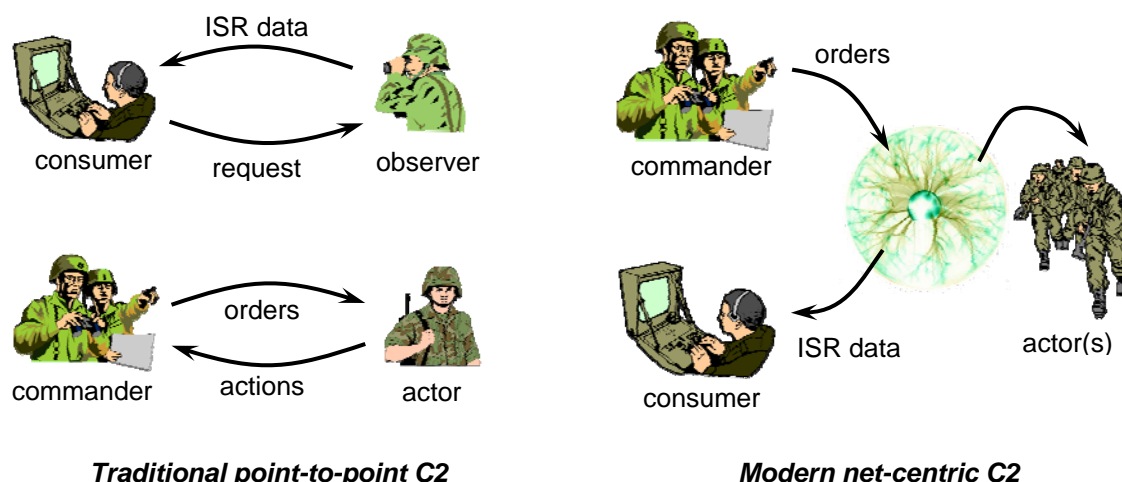 ISR data
consumer
request
observer
orders
commander
actions
actor
Traditional point-to-point C2
orders
commander
ISR data
consumer
actor(s)
Modern net-centric C2